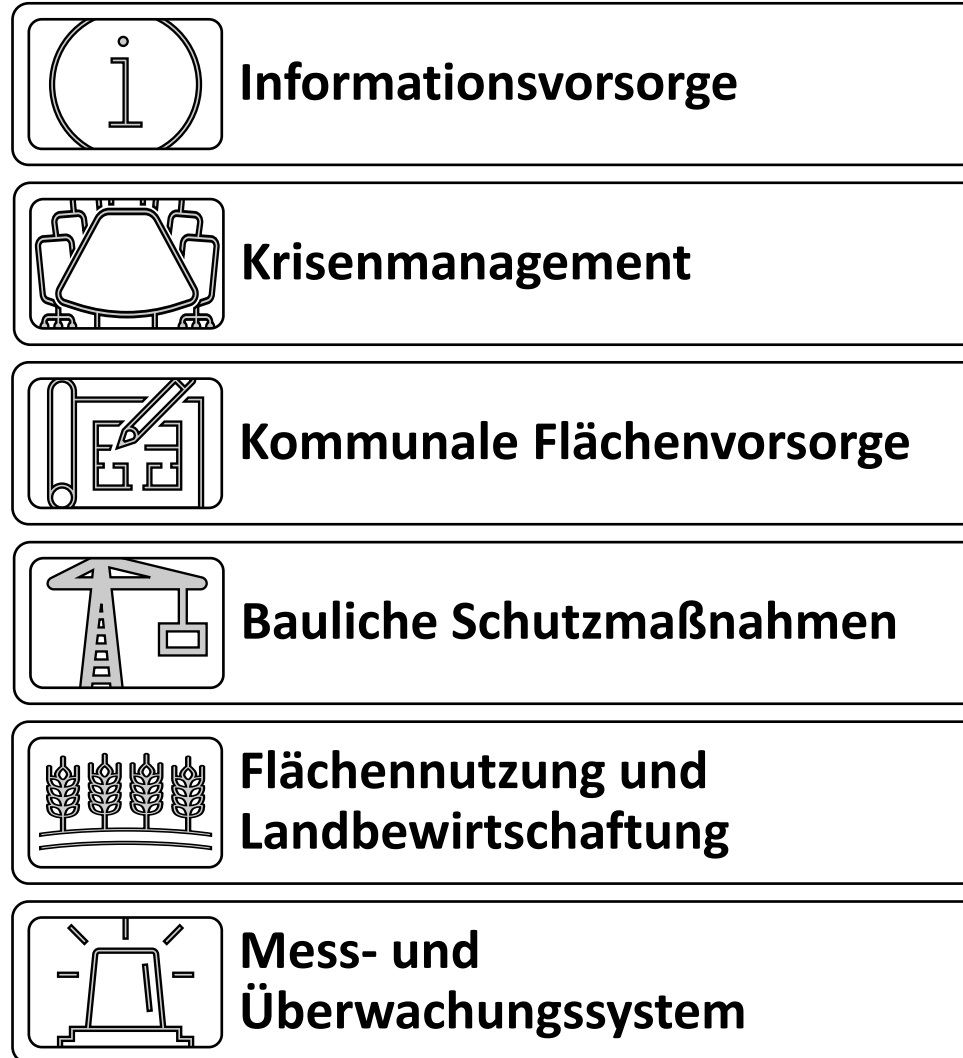 Informationsvorsorge
Krisenmanagement
Kommunale Flächenvorsorge
Bauliche Schutzmaßnahmen
Flächennutzung und
Landbewirtschaftung
Mess- und
Überwachungssystem